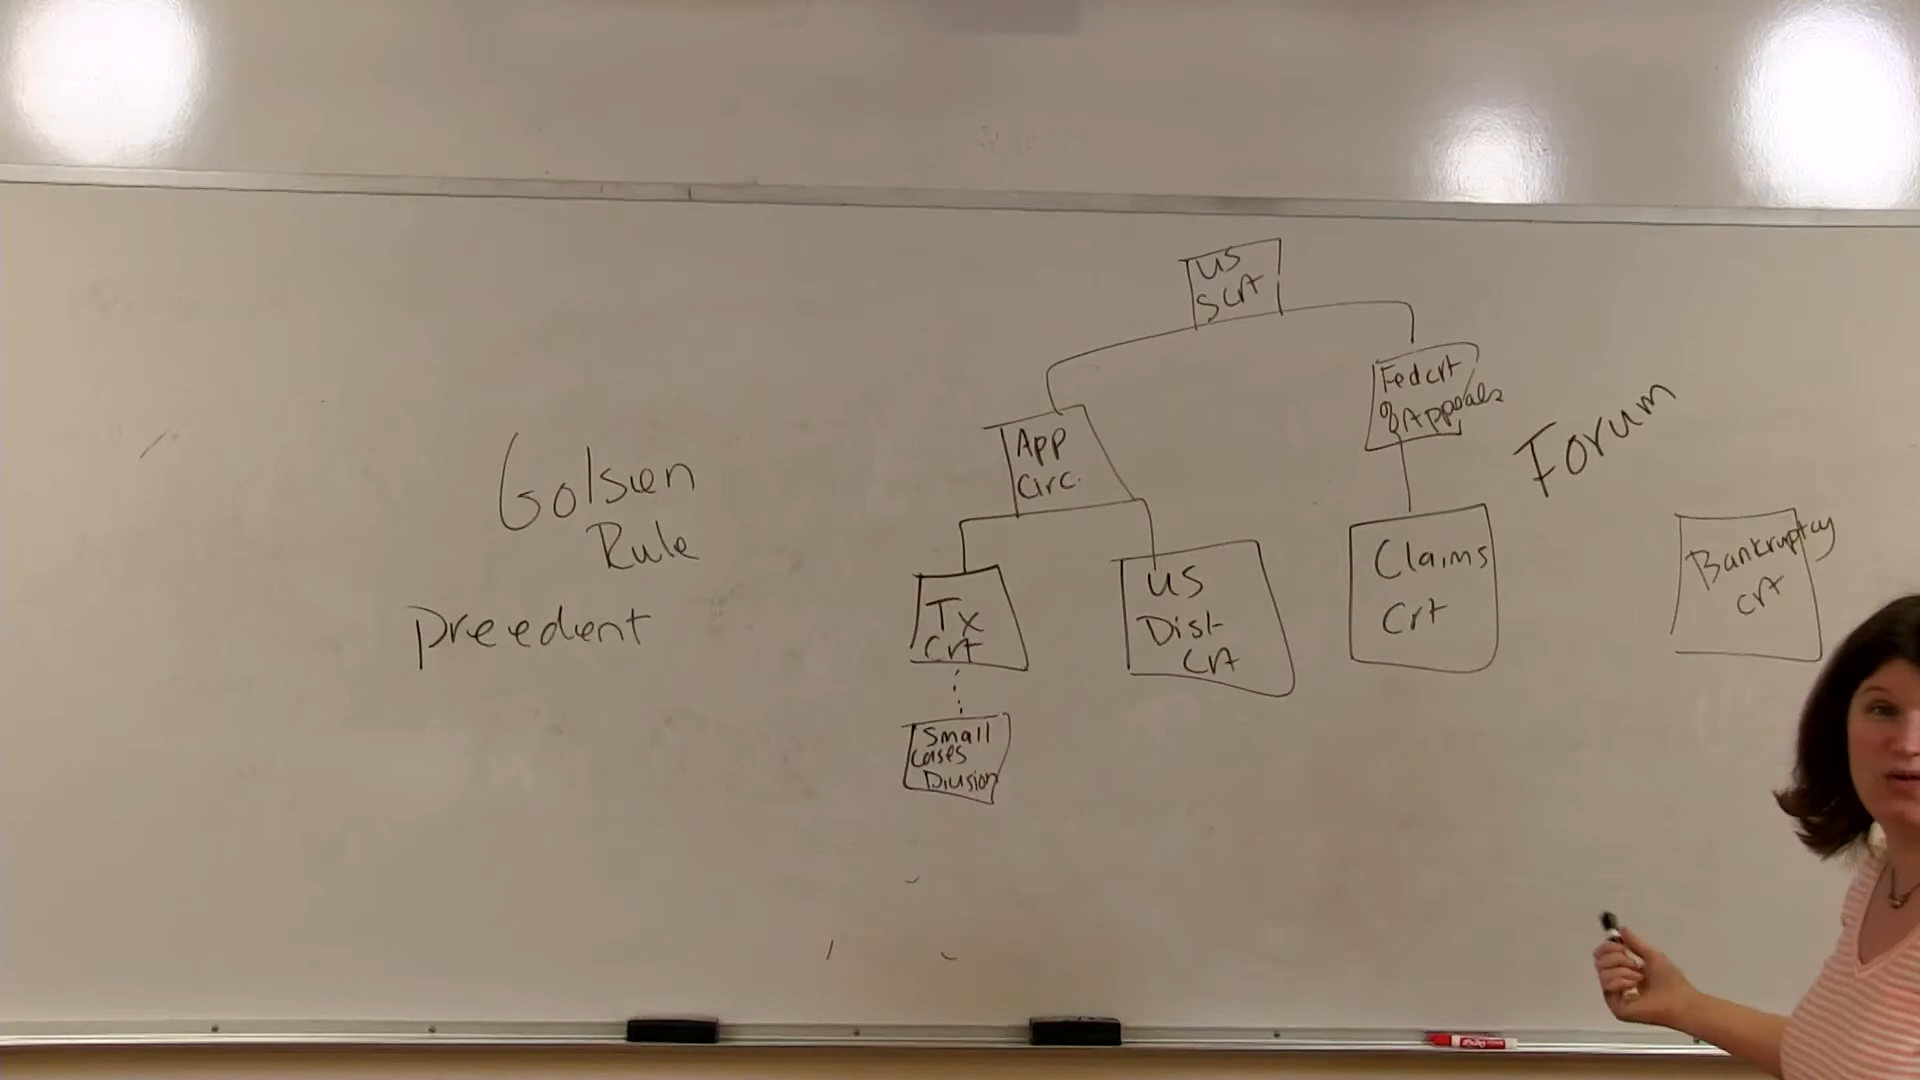 US
S Crt
Fed crt
of Appeals
App
Circ.
Forum
Golsen
Rule
Precedent
Tx
Crt
US
Dist
Crt
Claims
Crt
Bankruptcy
Crt
Small
Cases
Division